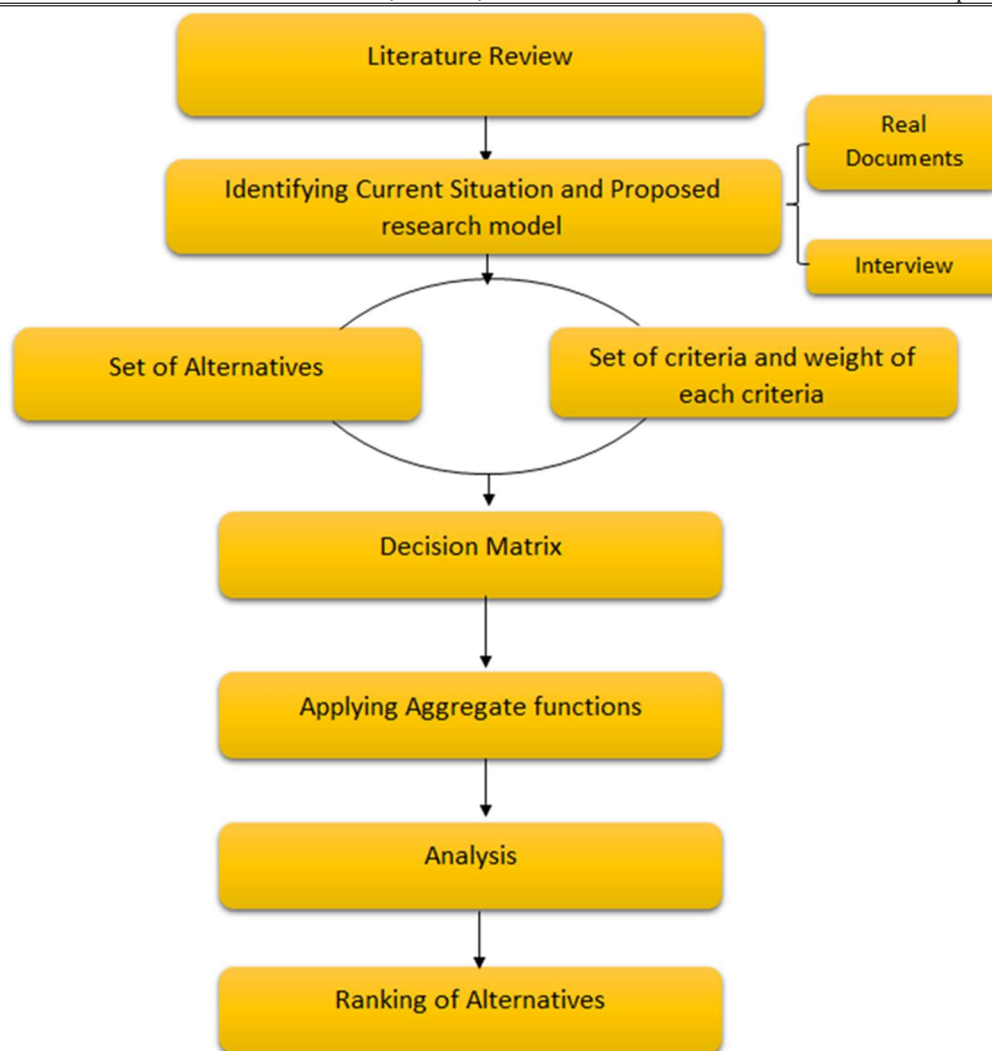 Literature Review
Real
Documents
Identifying Current Situation and Proposed
research model
Interview
Set of Alternatives
Set of criteria and weight of
each criteria
Decision Matrix
Applying Aggregate functions
Analysis
Ranking of Alternatives